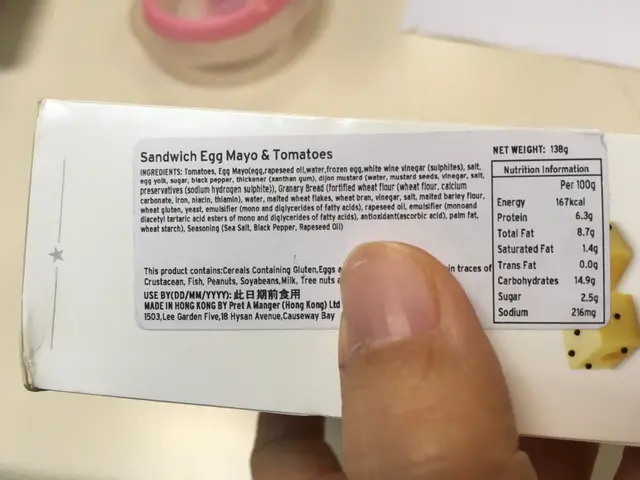 Sandwich Egg Mayo & Tomatoes
INGREDIENTS: Tomatoes, Egg Mayo(egg,rapeseed oil,water,frozen egg,white wine vinegar (sulphites), salt,
egg yolk, sugar, black pepper, thickener (xanthan gum), dijon mustard (water, mustard seeds, vinegar, salt,
preservatives (sodium hydrogen sulphite)), Granary Bread (fortified wheat flour (wheat flour, calcium
carbonate, iron, niacin, thiamin), water, malted wheat flakes, wheat bran, vinegar, salt, malted barley flour,
wheat gluten, yeast, emulsifier (mono and diglycerides of fatty acids), rapeseed oil, emulsifier (monoand
diacetyl tartaric acid esters of mono and diglycerides of fatty acids), antioxidant(ascorbic acid), palm fat,
wheat starch), Seasoning (Sea Salt, Black Pepper, Rapeseed Oil)
This product contains:Cereals Containing Gluten,Eggs in traces of
Crustacean, Fish, Peanuts, Soyabeans,Milk, Tree nuts
USE BY(DD/MM/YYYY): 此日期前食用
MADE IN HONG KONG BY Pret A Manger (Hong Kong) Ltd
1503,Lee Garden Five,18 Hysan Avenue,Causeway Bay
NET WEIGHT: 138g
Nutrition Information
Per 100g
Energy 167kcal
Protein 6.3g
Total Fat 8.7g
Saturated Fat 1.4g
Trans Fat 0.0g
Carbohydrates 14.9g
Sugar 2.5g
Sodium 216mg